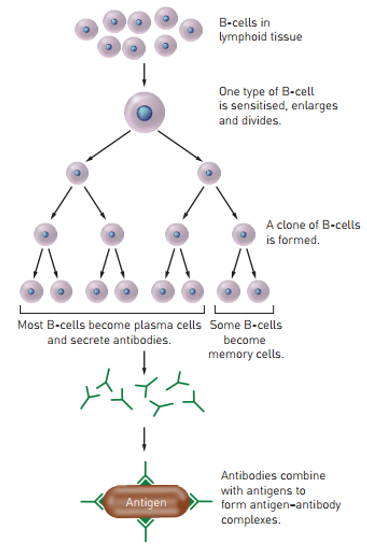 B-cells in
lymphoid tissue
One type of B-cell
is sensitised, enlarges
and divides.
A clone of B-cells
is formed.
Most B-cells become plasma cells
and secrete antibodies.
Some B-cells
become
memory cells.
Antibodies combine
with antigens to
form antigen–antibody
complexes.
Antigen